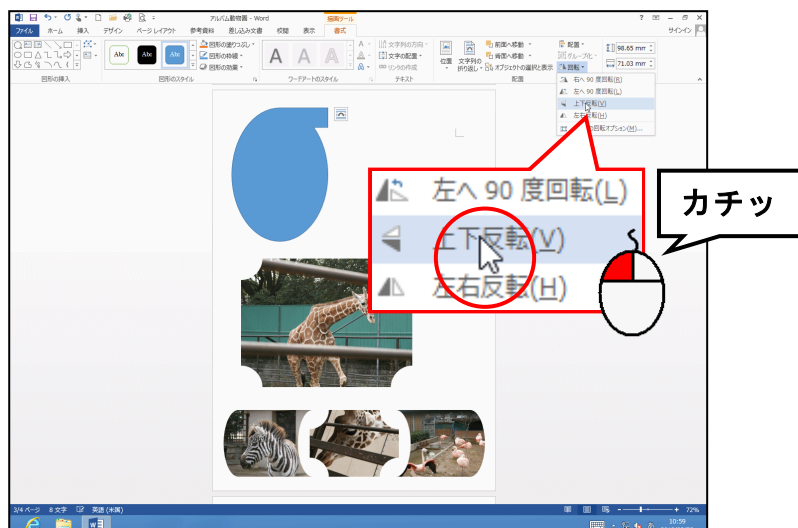 アルバム動物園 - Word
描画ツール
ファイル ホーム 挿入 デザイン ページ レイアウト 参考資料 差し込み文書 校閲 表示 書式
サインイン
Abc Abc Abc
図形の塗りつぶし
図形の枠線
図形の効果
A A A
文字列の方向
文字の配置
リンクの作成
位置 文字列の折り返し
前面へ移動
背面へ移動
オブジェクトの選択と表示
配置
グループ化
回転
98.65 mm
71.03 mm
図形の挿入 図形のスタイル ワードアートのスタイル テキスト 配置
右へ 90 度回転(R)
左へ 90 度回転(L)
上下反転(V)
左右反転(H)
の回転オプション(M)...
左へ 90 度回転(L)
上下反転(V)
左右反転(H)
カチッ
3/4 ページ 8 文字 英語 (米国)
72%
10:59